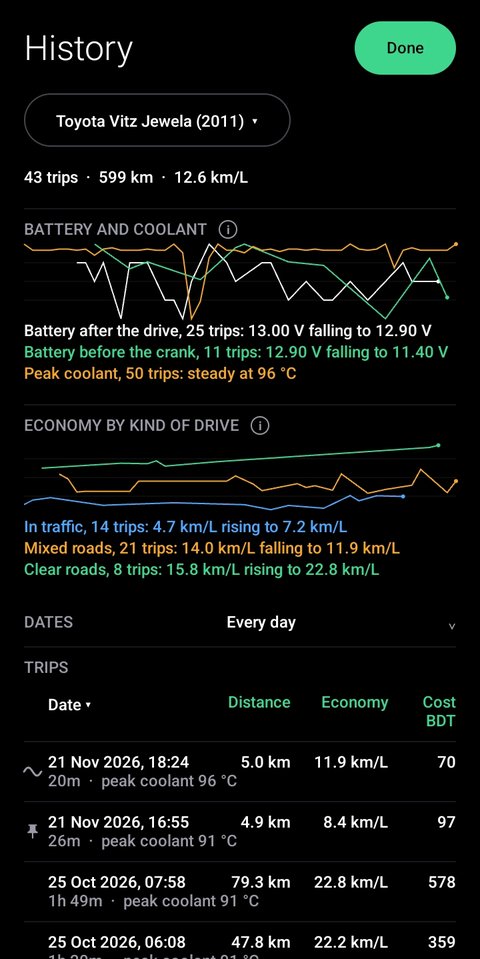 History
Done
Toyota Vitz Jewela (2011) ▾
43 trips · 599 km · 12.6 km/L
BATTERY AND COOLANT i
Battery after the drive, 25 trips: 13.00 V falling to 12.90 V
Battery before the crank, 11 trips: 12.90 V falling to 11.40 V
Peak coolant, 50 trips: steady at 96 °C
ECONOMY BY KIND OF DRIVE i
In traffic, 14 trips: 4.7 km/L rising to 7.2 km/L
Mixed roads, 21 trips: 14.0 km/L falling to 11.9 km/L
Clear roads, 8 trips: 15.8 km/L rising to 22.8 km/L
DATES Every day
TRIPS
Date ▾ Distance Economy Cost BDT
21 Nov 2026, 18:24 5.0 km 11.9 km/L 70
20m · peak coolant 96 °C
21 Nov 2026, 16:55 4.9 km 8.4 km/L 97
26m · peak coolant 91 °C
25 Oct 2026, 07:58 79.3 km 22.8 km/L 578
1h 49m · peak coolant 91 °C
25 Oct 2026, 06:08 47.8 km 22.2 km/L 359